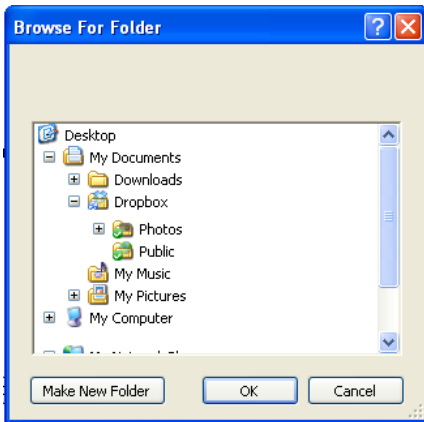 Browse For Folder
Desktop
My Documents
Downloads
Dropbox
Photos
Public
My Music
My Pictures
My Computer
Make New Folder
OK
Cancel